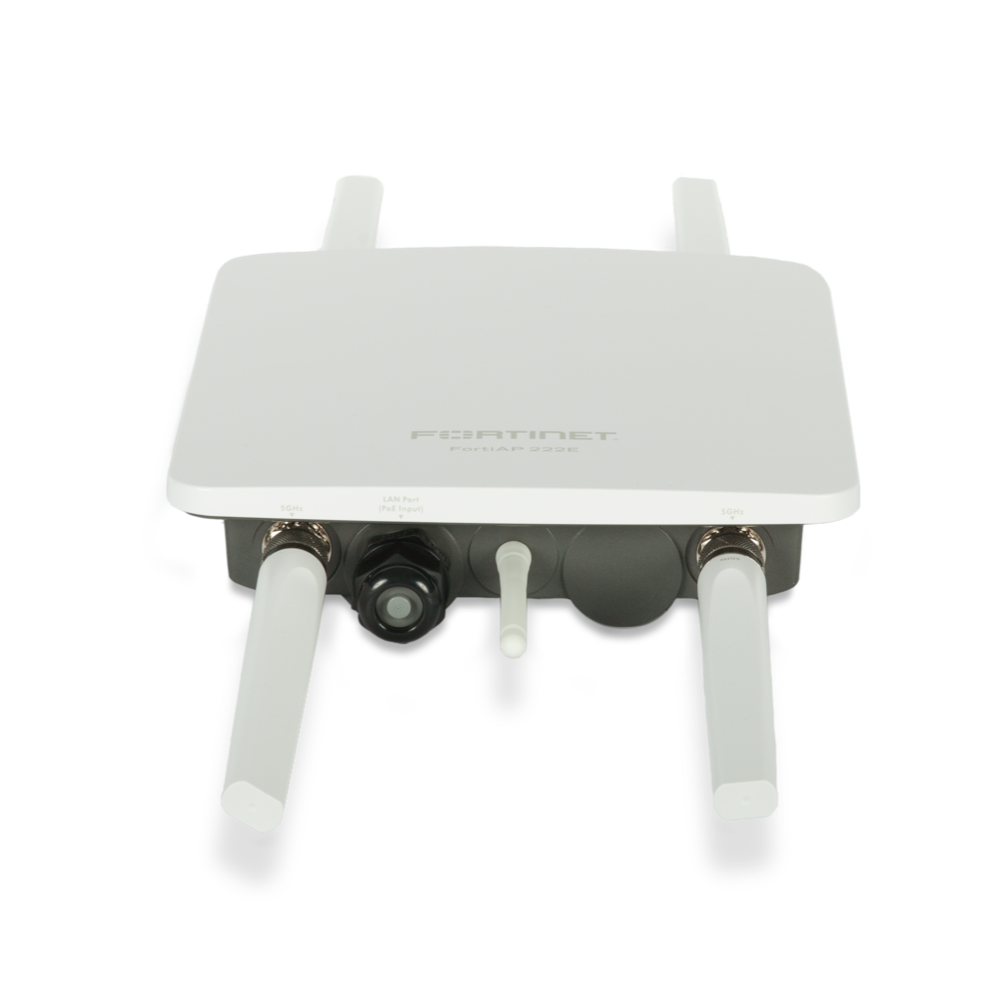 FORTINET
FortiAP 222E
LAN Port
5GHz (PoE Input) 5GHz